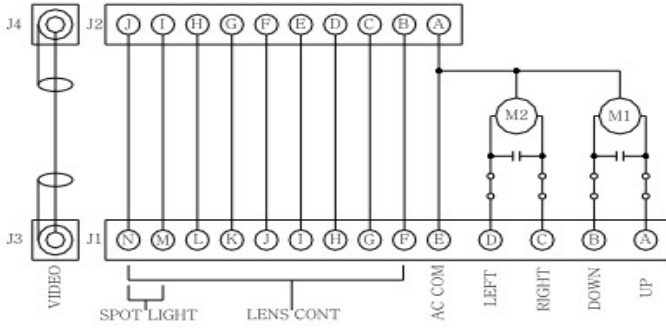 J4 J2 J I H G F E D C B A
M2 M1
J3 J1 N M L K J I H G F E D C B A
VIDEO AC COM LEFT RIGHT DOWN UP
SPOT LIGHT LENS CONT